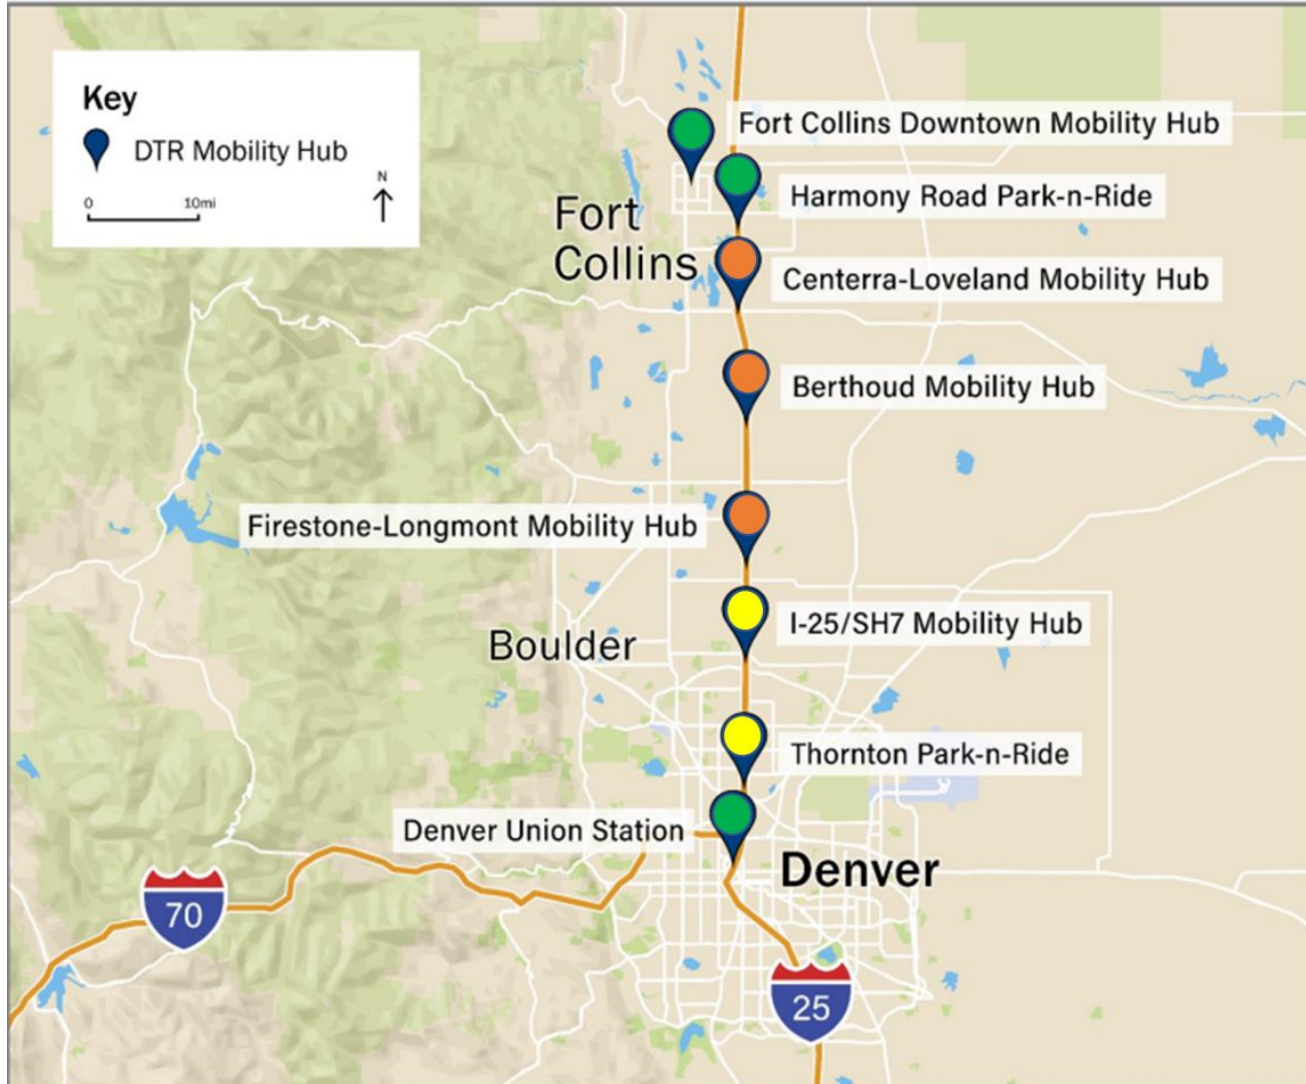 Key
DTR Mobility Hub
0 10mi
N
Fort Collins Downtown Mobility Hub
Harmony Road Park-n-Ride
Fort
Collins
Centerra-Loveland Mobility Hub
Berthoud Mobility Hub
Firestone-Longmont Mobility Hub
I-25/SH7 Mobility Hub
Boulder
Thornton Park-n-Ride
Denver Union Station
Denver
70
25